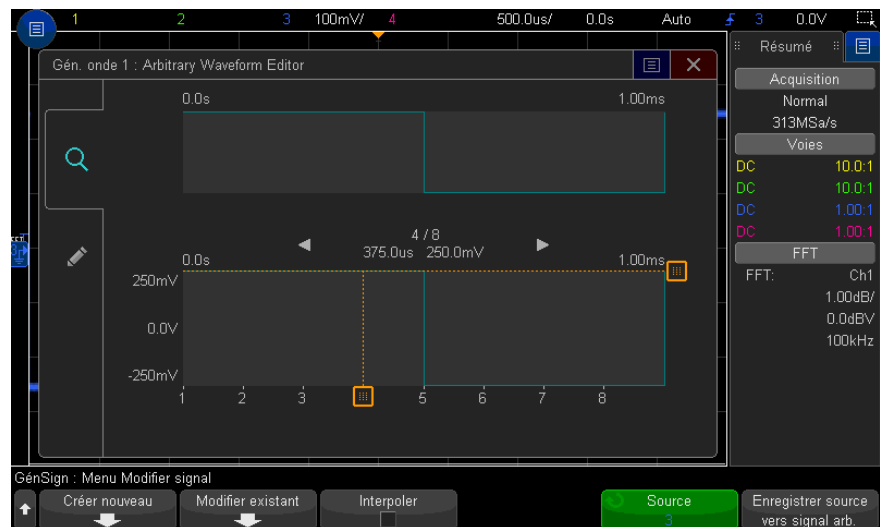 1 2 3 100mV/ 4 500.0us/ 0.0s Auto 3 0.0V
Gén. onde 1 : Arbitrary Waveform Editor
0.0s 1.00ms
4 / 8
375.0us 250.0mV
0.0s 1.00ms
250mV
0.0V
-250mV
1 2 3 5 6 7 8
Résumé
Acquisition
Normal
313MSa/s
Voies
DC 10.0:1
DC 10.0:1
DC 1.00:1
DC 1.00:1
FFT
FFT: Ch1
1.00dB/
0.0dBV
100kHz
GénSign : Menu Modifier signal
Créer nouveau
Modifier existant
Interpoler
Source
3
Enregistrer source
vers signal arb.